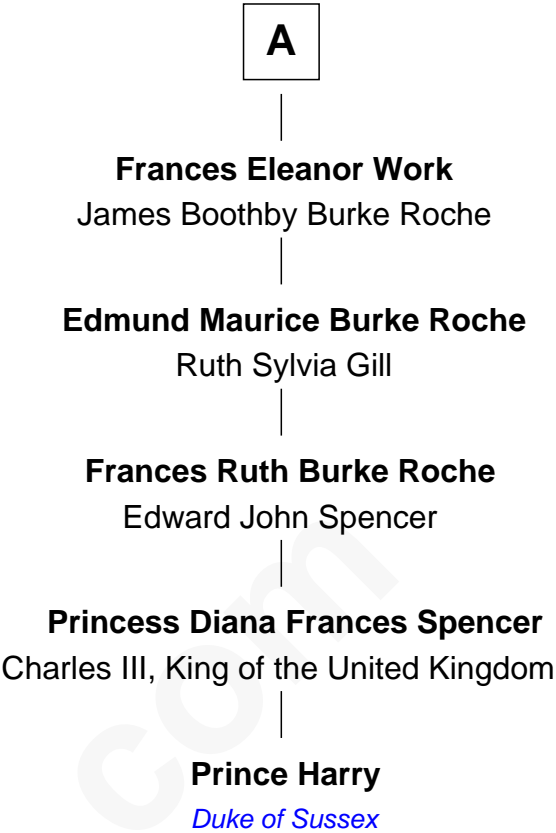 A
Frances Eleanor Work
James Boothby Burke Roche
Edmund Maurice Burke Roche
Ruth Sylvia Gill
Frances Ruth Burke Roche
Edward John Spencer
Princess Diana Frances Spencer
Charles III, King of the United Kingdom
Prince Harry
Duke of Sussex
com